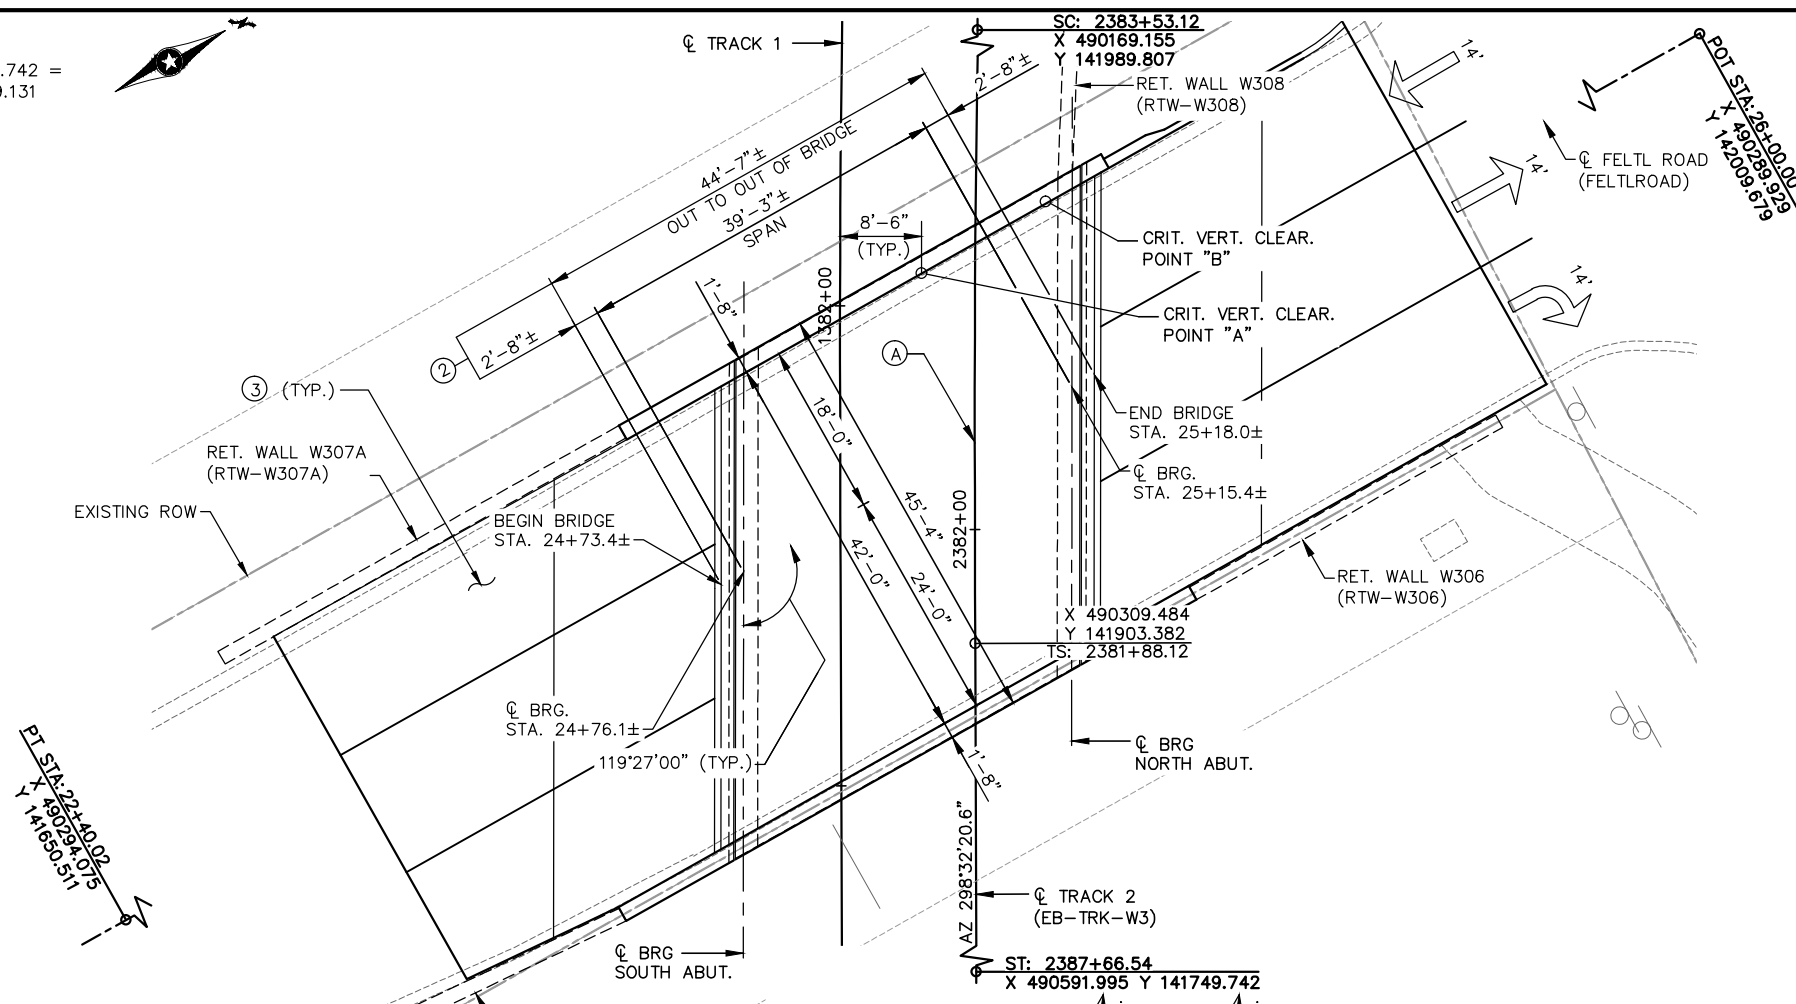 .742 =
9.131
℄ TRACK 1
SC: 2383+53.12
X 490169.155
Y 141989.807
2'-8"±
RET. WALL W308
(RTW-W308)
14'
POT STA:26+00.00
X 490289.929
Y 142009.679
℄ FELTL ROAD
(FELTLROAD)
14'
14'
44'-7"±
OUT TO OUT OF BRIDGE
39'-3"±
SPAN
8'-6"
(TYP.)
CRIT. VERT. CLEAR.
POINT "B"
CRIT. VERT. CLEAR.
POINT "A"
1'-8"
1382+00
2
2'-8"±
A
3 (TYP.)
18'-0"
END BRIDGE
STA. 25+18.0±
RET. WALL W307A
(RTW-W307A)
℄ BRG.
STA. 25+15.4±
EXISTING ROW
BEGIN BRIDGE
STA. 24+73.4±
45'-4"
2382+00
42'-0"
24'-0"
RET. WALL W306
(RTW-W306)
X 490309.484
Y 141903.382
TS: 2381+88.12
℄ BRG.
STA. 24+76.1±
119°27'00" (TYP.)
1'-8"
℄ BRG
NORTH ABUT.
PT STA:22+40.02
X 490294.075
Y 141650.511
AZ 298°32'20.6"
℄ TRACK 2
(EB-TRK-W3)
℄ BRG
SOUTH ABUT.
ST: 2387+66.54
X 490591.995 Y 141749.742